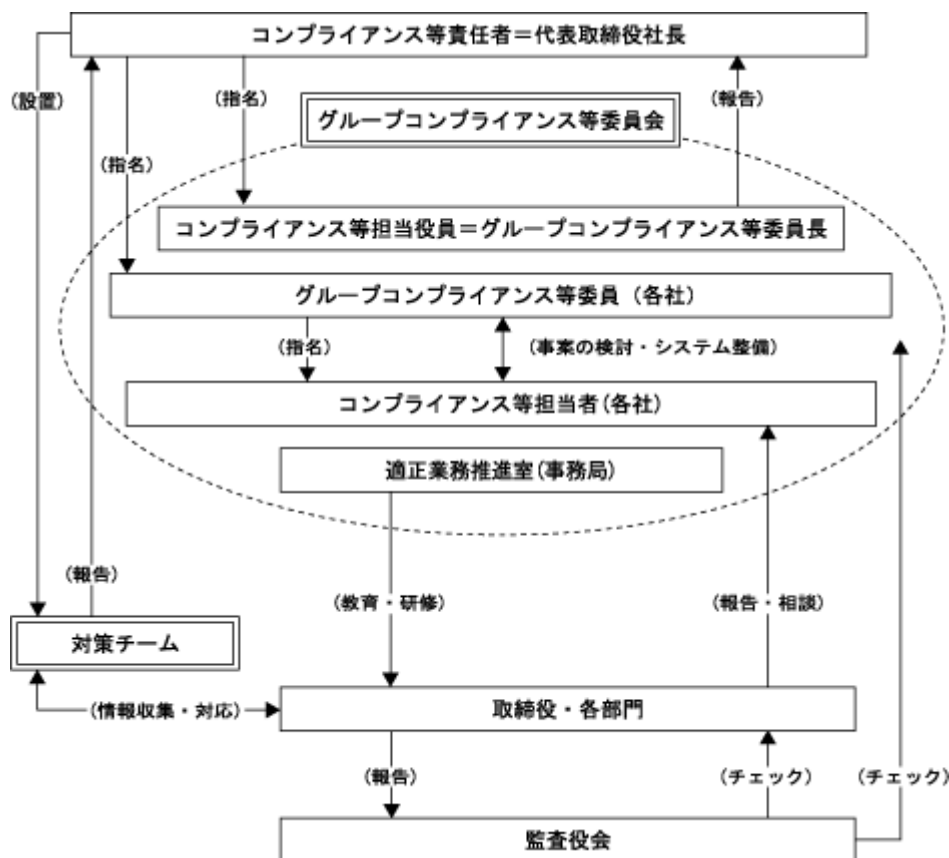 コンプライアンス等責任者＝代表取締役社長
(設置)
(指名)
(報告)
グループコンプライアンス等委員会
(指名)
コンプライアンス等担当役員＝グループコンプライアンス等委員長
グループコンプライアンス等委員（各社）
(指名)
(事案の検討・システム整備)
コンプライアンス等担当者(各社)
適正業務推進室(事務局)
(報告)
(教育・研修)
(報告・相談)
対策チーム
(情報収集・対応)
取締役・各部門
(報告)
(チェック)
(チェック)
監査役会